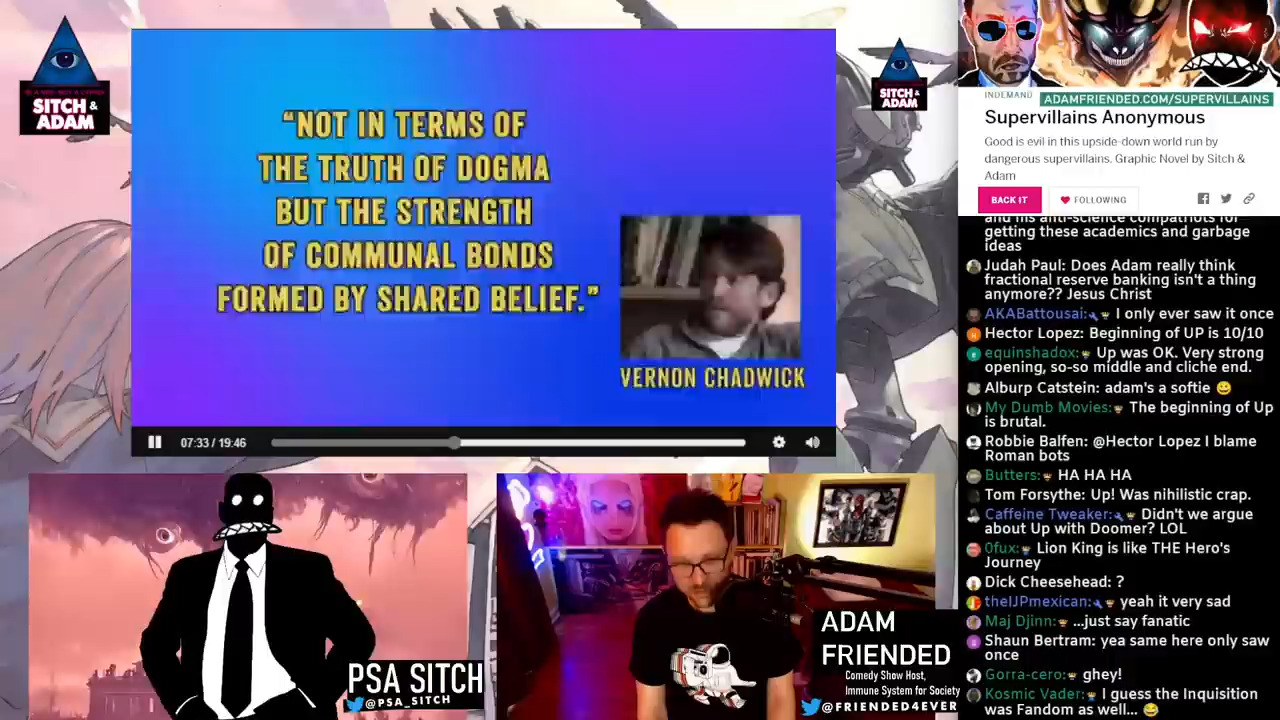 SITCH &
ADAM
“NOT IN TERMS OF
THE TRUTH OF DOGMA
BUT THE STRENGTH
OF COMMUNAL BONDS
FORMED BY SHARED BELIEF.”
VERNON CHADWICK
07:33 / 19:46
SITCH &
ADAM
PSA SITCH
@PSA_SITCH
ADAM
FRIENDED
Comedy Show Host,
Immune System for Society
@FRIENDED4EVER
INDEMAND
ADAMFRIENDED.COM/SUPERVILLAINS
Supervillains Anonymous
Good is evil in this upside-down world run by
dangerous supervillains. Graphic Novel by Sitch &
Adam
BACK IT
FOLLOWING
and his anti-science compatriots for
getting these academics and garbage
ideas
Judah Paul: Does Adam really think
fractional reserve banking isn't a thing
anymore?? Jesus Christ
AKABattousai: I only ever saw it once
Hector Lopez: Beginning of UP is 10/10
equinshadox: Up was OK. Very strong
opening, so-so middle and cliche end.
Alburp Catstein: adam's a softie 😀
My Dumb Movies: The beginning of Up
is brutal.
Robbie Balfen: @Hector Lopez I blame
Roman bots
Butters: HA HA HA
Tom Forsythe: Up! Was nihilistic crap.
Caffeine Tweaker: Didn't we argue
about Up with Doomer? LOL
0fux: Lion King is like THE Hero's
Journey
Dick Cheesehead: ?
theIJPmexican: yeah it very sad
Maj Djinn: ...just say fanatic
Shaun Bertram: yea same here only saw
once
Gorra-cero: ghey!
Kosmic Vader: I guess the Inquisition
was Fandom as well... 😂